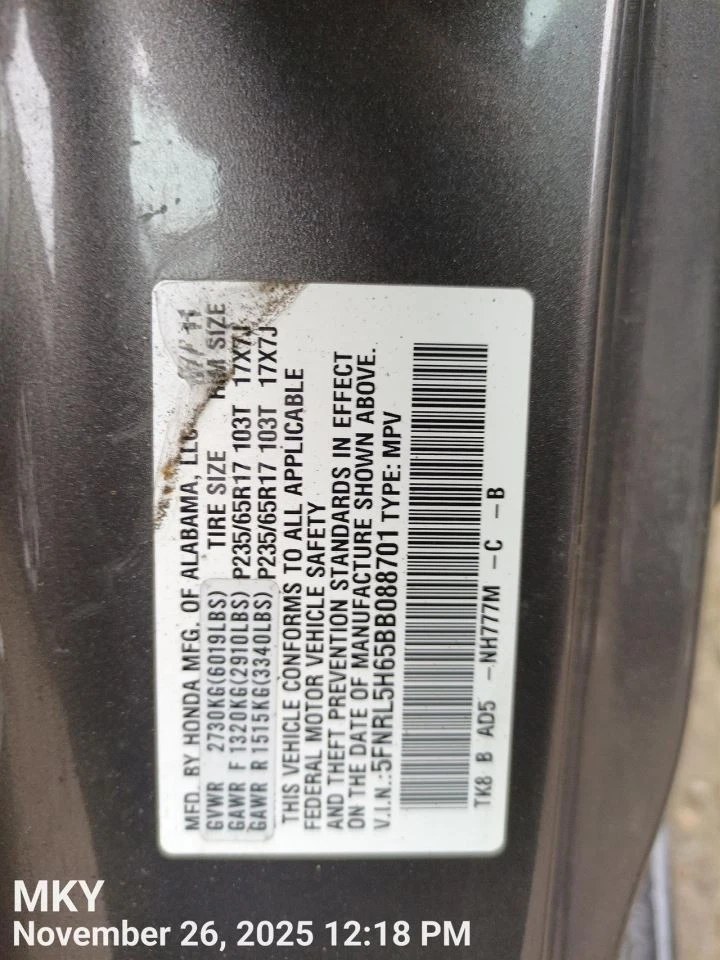 MFD. BY HONDA MFG. OF ALABAMA, LLC
GVWR 2730KG(6019LBS) TIRE SIZE RIM SIZE
GAWR F 1320KG(2910LBS) P235/65R17 103T 17X7J
GAWR R 1515KG(3340LBS) P235/65R17 103T 17X7J
THIS VEHICLE CONFORMS TO ALL APPLICABLE
FEDERAL MOTOR VEHICLE SAFETY
AND THEFT PREVENTION STANDARDS IN EFFECT
ON THE DATE OF MANUFACTURE SHOWN ABOVE.
V.I.N.:5FNRL5H65BB088701 TYPE: MPV
TK8 B AD5 -NH777M -C -B
MKY
November 26, 2025 12:18 PM